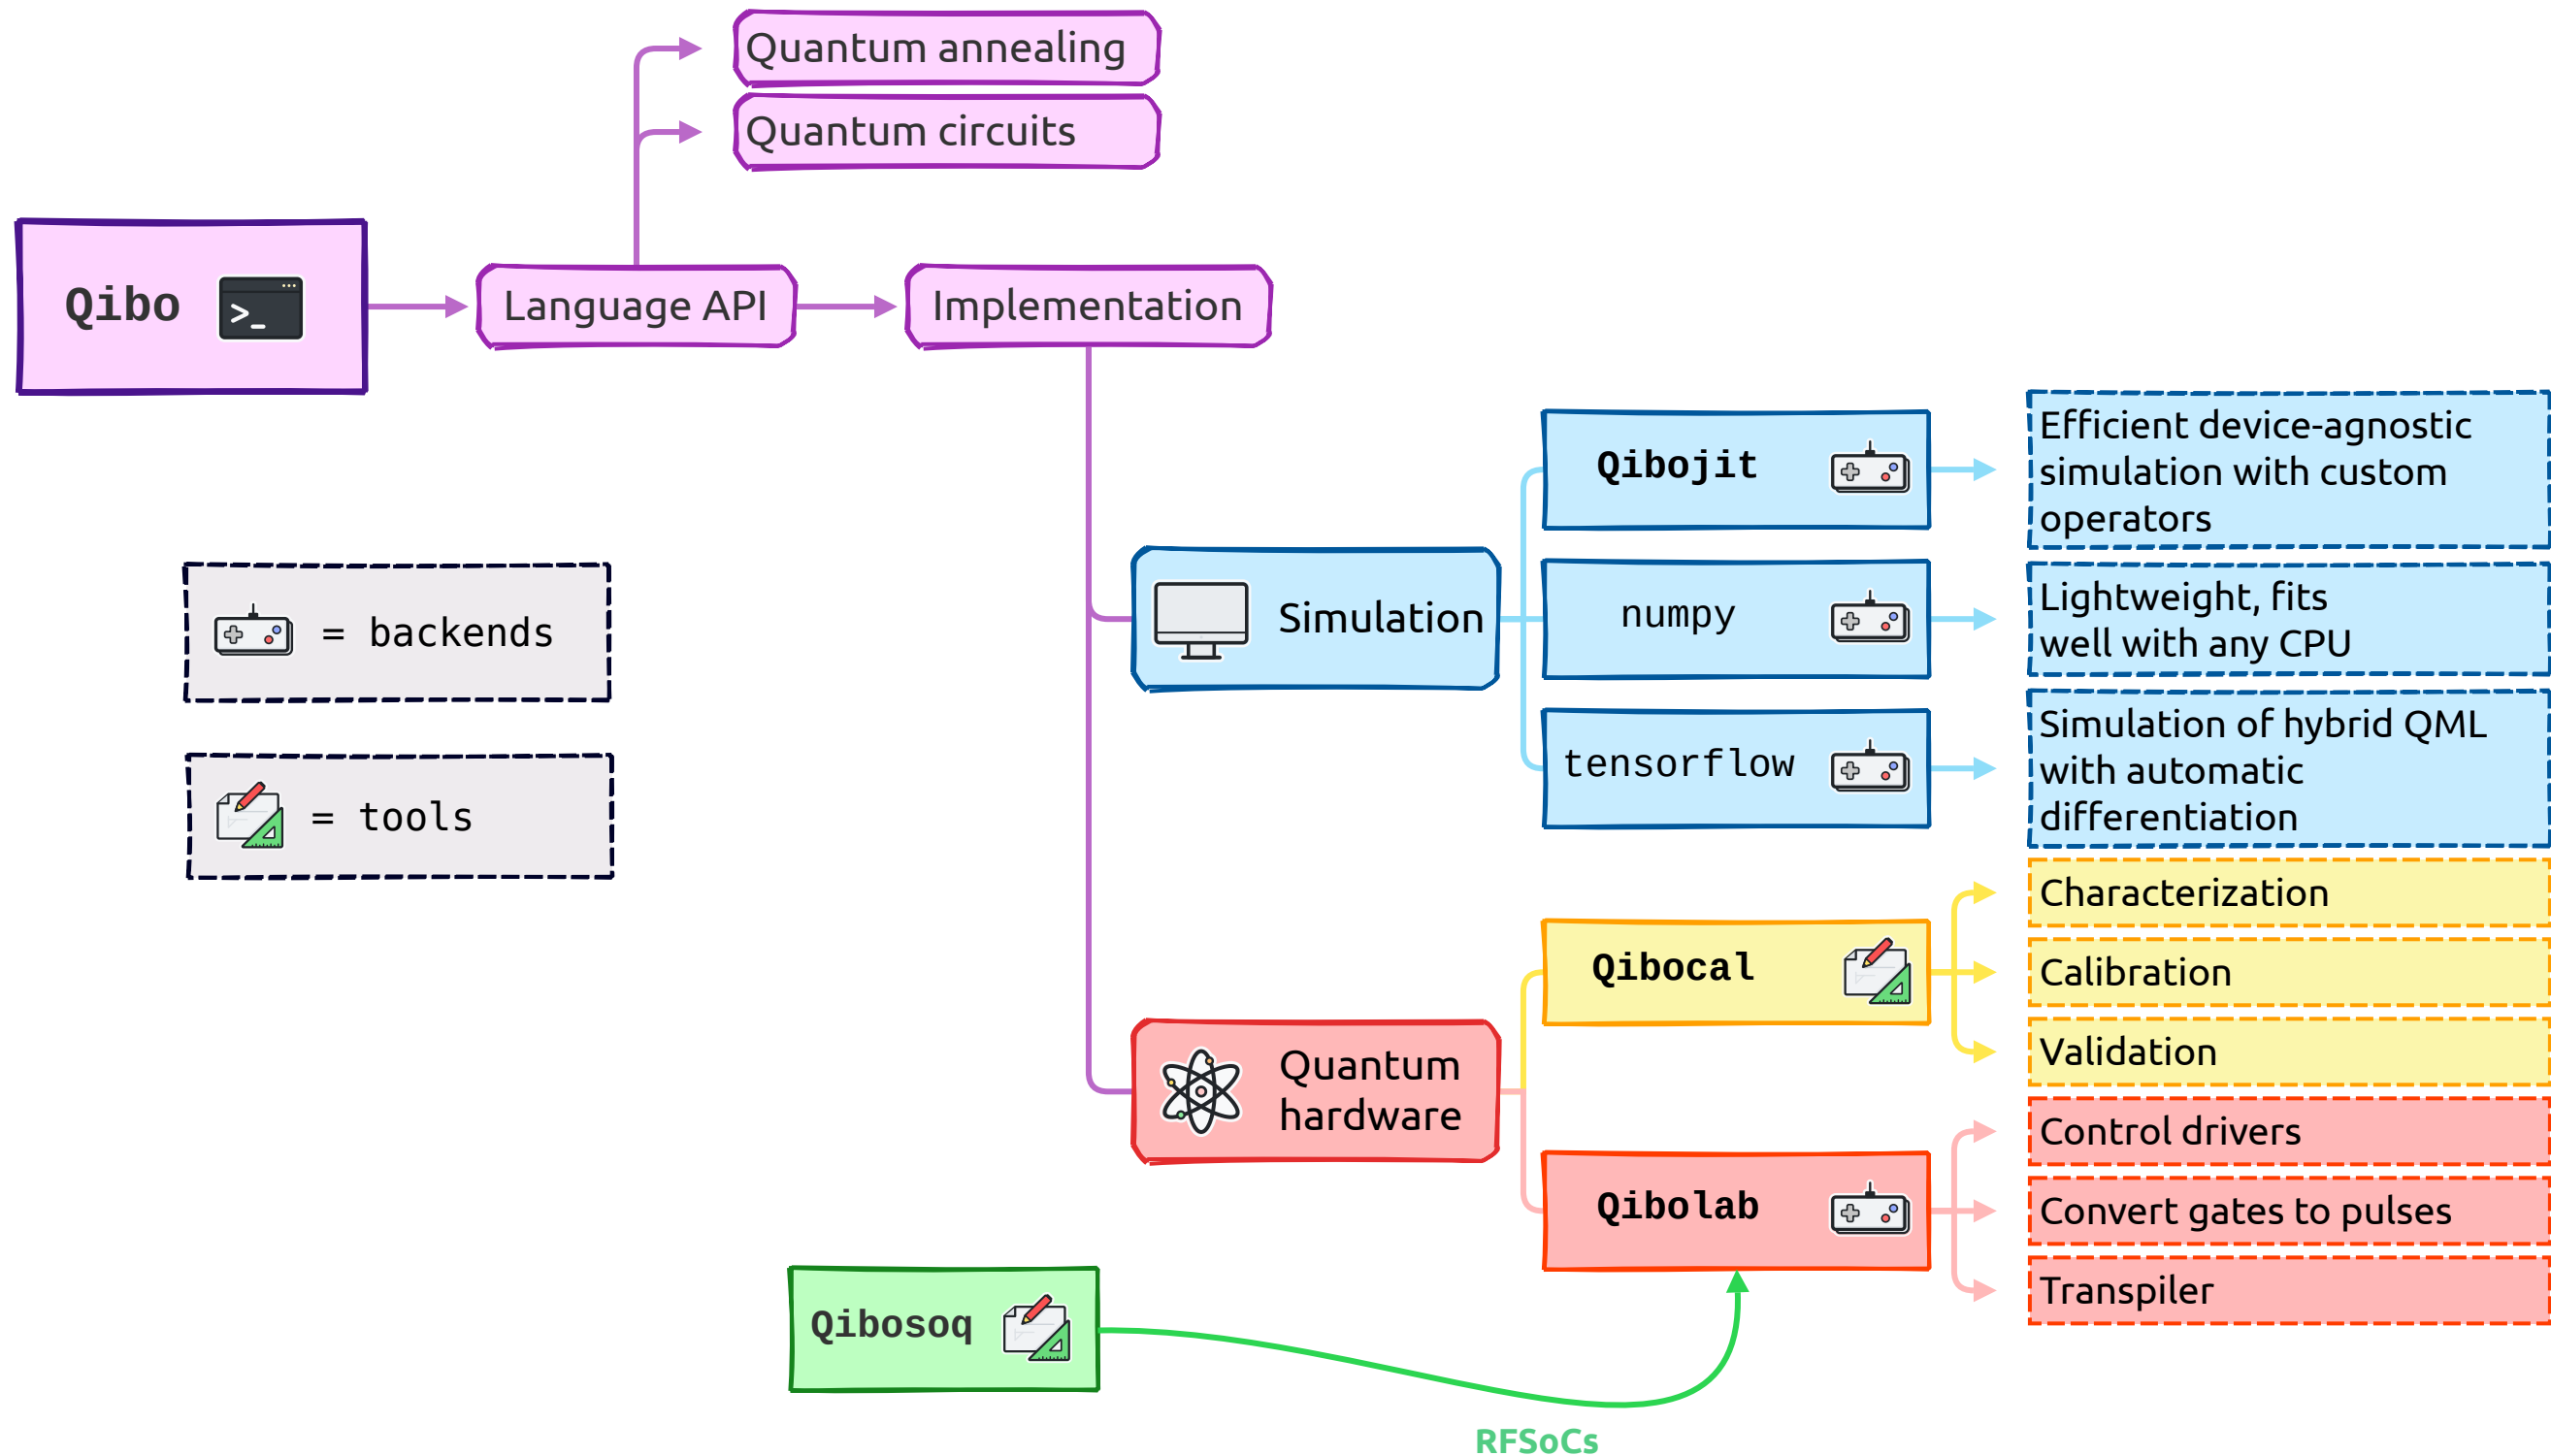 Quantum annealing
Quantum circuits
Qibo >_
Language API
Implementation
= backends
= tools
Simulation
Qibojit
Efficient device-agnostic
simulation with custom
operators
numpy
Lightweight, fits
well with any CPU
tensorflow
Simulation of hybrid QML
with automatic
differentiation
Quantum
hardware
Qibocal
Characterization
Calibration
Validation
Qibolab
Control drivers
Convert gates to pulses
Transpiler
Qibosoq
RFSoCs